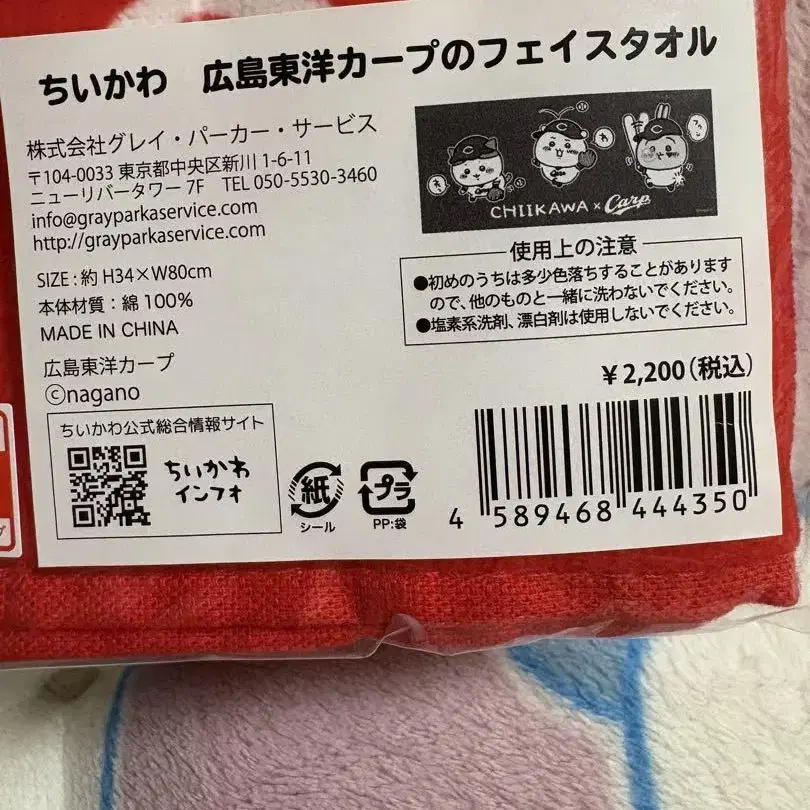 ちいかわ 広島東洋カープのフェイスタオル
株式会社グレイ・パーカー・サービス
〒104-0033 東京都中央区新川 1-6-11
ニューリバータワー 7F TEL 050-5530-3460
info@grayparkaservice.com
http://grayparkaservice.com
SIZE : 約 H34×W80cm
本体材質 : 綿 100%
MADE IN CHINA
広島東洋カープ
©nagano
ちいかわ公式総合情報サイト
ちいかわ
インフォ
紙
シール
プラ
PP:袋
CHIIKAWA × Carp
使用上の注意
●初めのうちは多少色落ちすることがあります
ので、他のものと一緒に洗わないでください。
●塩素系洗剤、漂白剤は使用しないでください。
¥2,200(税込)
4 589468 444350